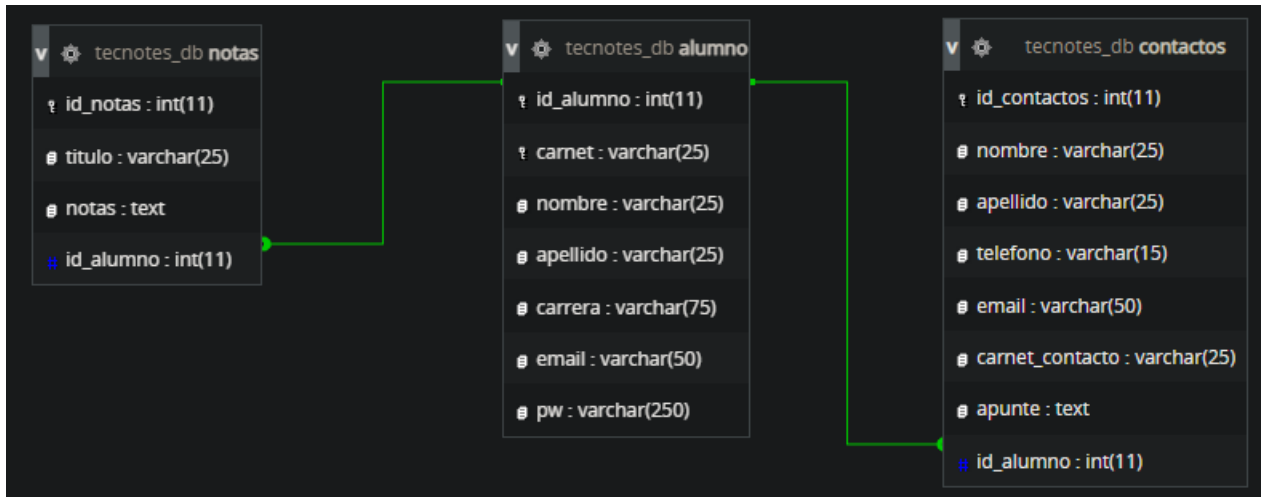 v tecnotes_db notas
id_notas : int(11)
titulo : varchar(25)
notas : text
# id_alumno : int(11)
v tecnotes_db alumno
id_alumno : int(11)
carnet : varchar(25)
nombre : varchar(25)
apellido : varchar(25)
carrera : varchar(75)
email : varchar(50)
pw : varchar(250)
v tecnotes_db contactos
id_contactos : int(11)
nombre : varchar(25)
apellido : varchar(25)
telefono : varchar(15)
email : varchar(50)
carnet_contacto : varchar(25)
apunte : text
# id_alumno : int(11)